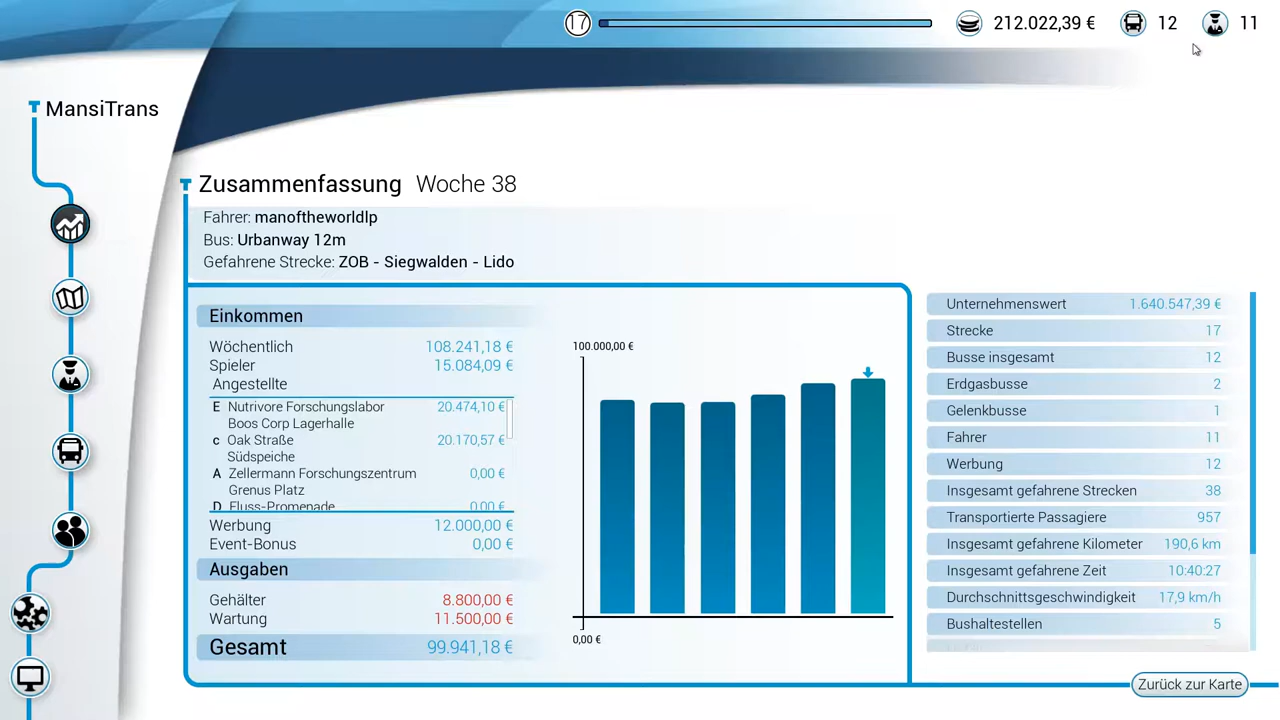 17
212.022,39 €
12
11
MansiTrans
Zusammenfassung Woche 38
Fahrer: manoftheworldlp
Bus: Urbanway 12m
Gefahrene Strecke: ZOB - Siegwalden - Lido
Einkommen
Wöchentlich 108.241,18 €
Spieler 15.084,09 €
Angestellte
E Nutrivore Forschungslabor 20.474,10 €
Boos Corp Lagerhalle
c Oak Straße 20.170,57 €
Südspeiche
A Zellermann Forschungszentrum 0,00 €
Grenus Platz
D Fluss-Promenade 0,00 €
Werbung 12.000,00 €
Event-Bonus 0,00 €
Ausgaben
Gehälter 8.800,00 €
Wartung 11.500,00 €
Gesamt 99.941,18 €
100.000,00 €
0,00 €
Unternehmenswert 1.640.547,39 €
Strecke 17
Busse insgesamt 12
Erdgasbusse 2
Gelenkbusse 1
Fahrer 11
Werbung 12
Insgesamt gefahrene Strecken 38
Transportierte Passagiere 957
Insgesamt gefahrene Kilometer 190,6 km
Insgesamt gefahrene Zeit 10:40:27
Durchschnittsgeschwindigkeit 17,9 km/h
Bushaltestellen 5
Zurück zur Karte